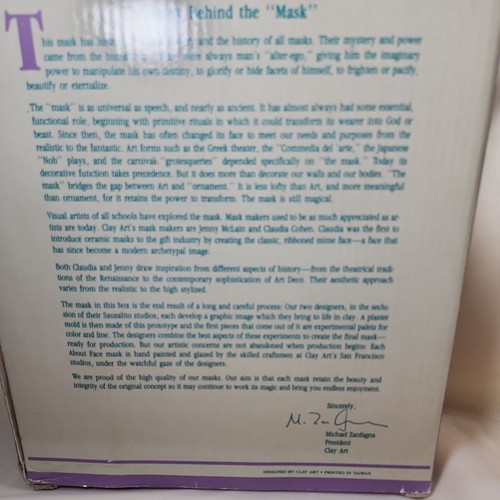 Behind the "Mask"
This mask has and the history of all masks. Their mystery and power
came from the were always man's "alter-ego," giving him the imaginary
power to manipulate his own destiny, to glorify or hide facets of himself, to frighten or pacify,
beautify or eternalize.
The "mask" is as universal as speech, and nearly as ancient. It has almost always had some essential,
functional role, beginning with primitive rituals in which it could transform its wearer into God or
beast. Since then, the mask has often changed its face to meet our needs and purposes from the
realistic to the fantastic. Art forms such as the Greek theater, the "Commedia del 'arte," the Japanese
"Noh" plays, and the carnival "grotesqueries" depended specifically on "the mask." Today its
decorative function takes precedence. But it does more than decorate our walls and our bodies. "The
mask" bridges the gap between Art and "ornament." It is less lofty than Art, and more meaningful
than ornament, for it retains the power to transform. The mask is still magical.
Visual artists of all schools have explored the mask. Mask makers used to be as much appreciated as ar-
tists are today. Clay Art's mask makers are Jenny McLain and Claudia Cohen. Claudia was the first to
introduce ceramic masks to the gift industry by creating the classic, ribboned mime face—a face that
has since become a modern archetypal image.
Both Claudia and Jenny draw inspiration from different aspects of history—from the theatrical tradi-
tions of the Renaissance to the contemporary sophistication of Art Deco. Their aesthetic approach
varies from the realistic to the high stylized.
The mask in this box is the end result of a long and careful process. Our two designers, in the seclu-
sion of their Sausalito studios, each develop a graphic image which they bring to life in clay. A plaster
mold is then made of this prototype and the first pieces that come out of it are experimental palets for
color and line. The designers combine the best aspects of these experiments to create the final mask—
ready for production. But our artistic concerns are not abandoned when production begins: Each
About Face mask is hand painted and glazed by the skilled craftsmen at Clay Art's San Francisco
studios, under the watchful gaze of the designers.
We are proud of the high quality of our masks. Our aim is that each mask retain the beauty and
integrity of the original concept so it may continue to work its magic and bring you endless enjoyment.
Sincerely,
Michael Zanfagna
President
Clay Art
DESIGNED BY CLAY ART • PRINTED IN TAIWAN